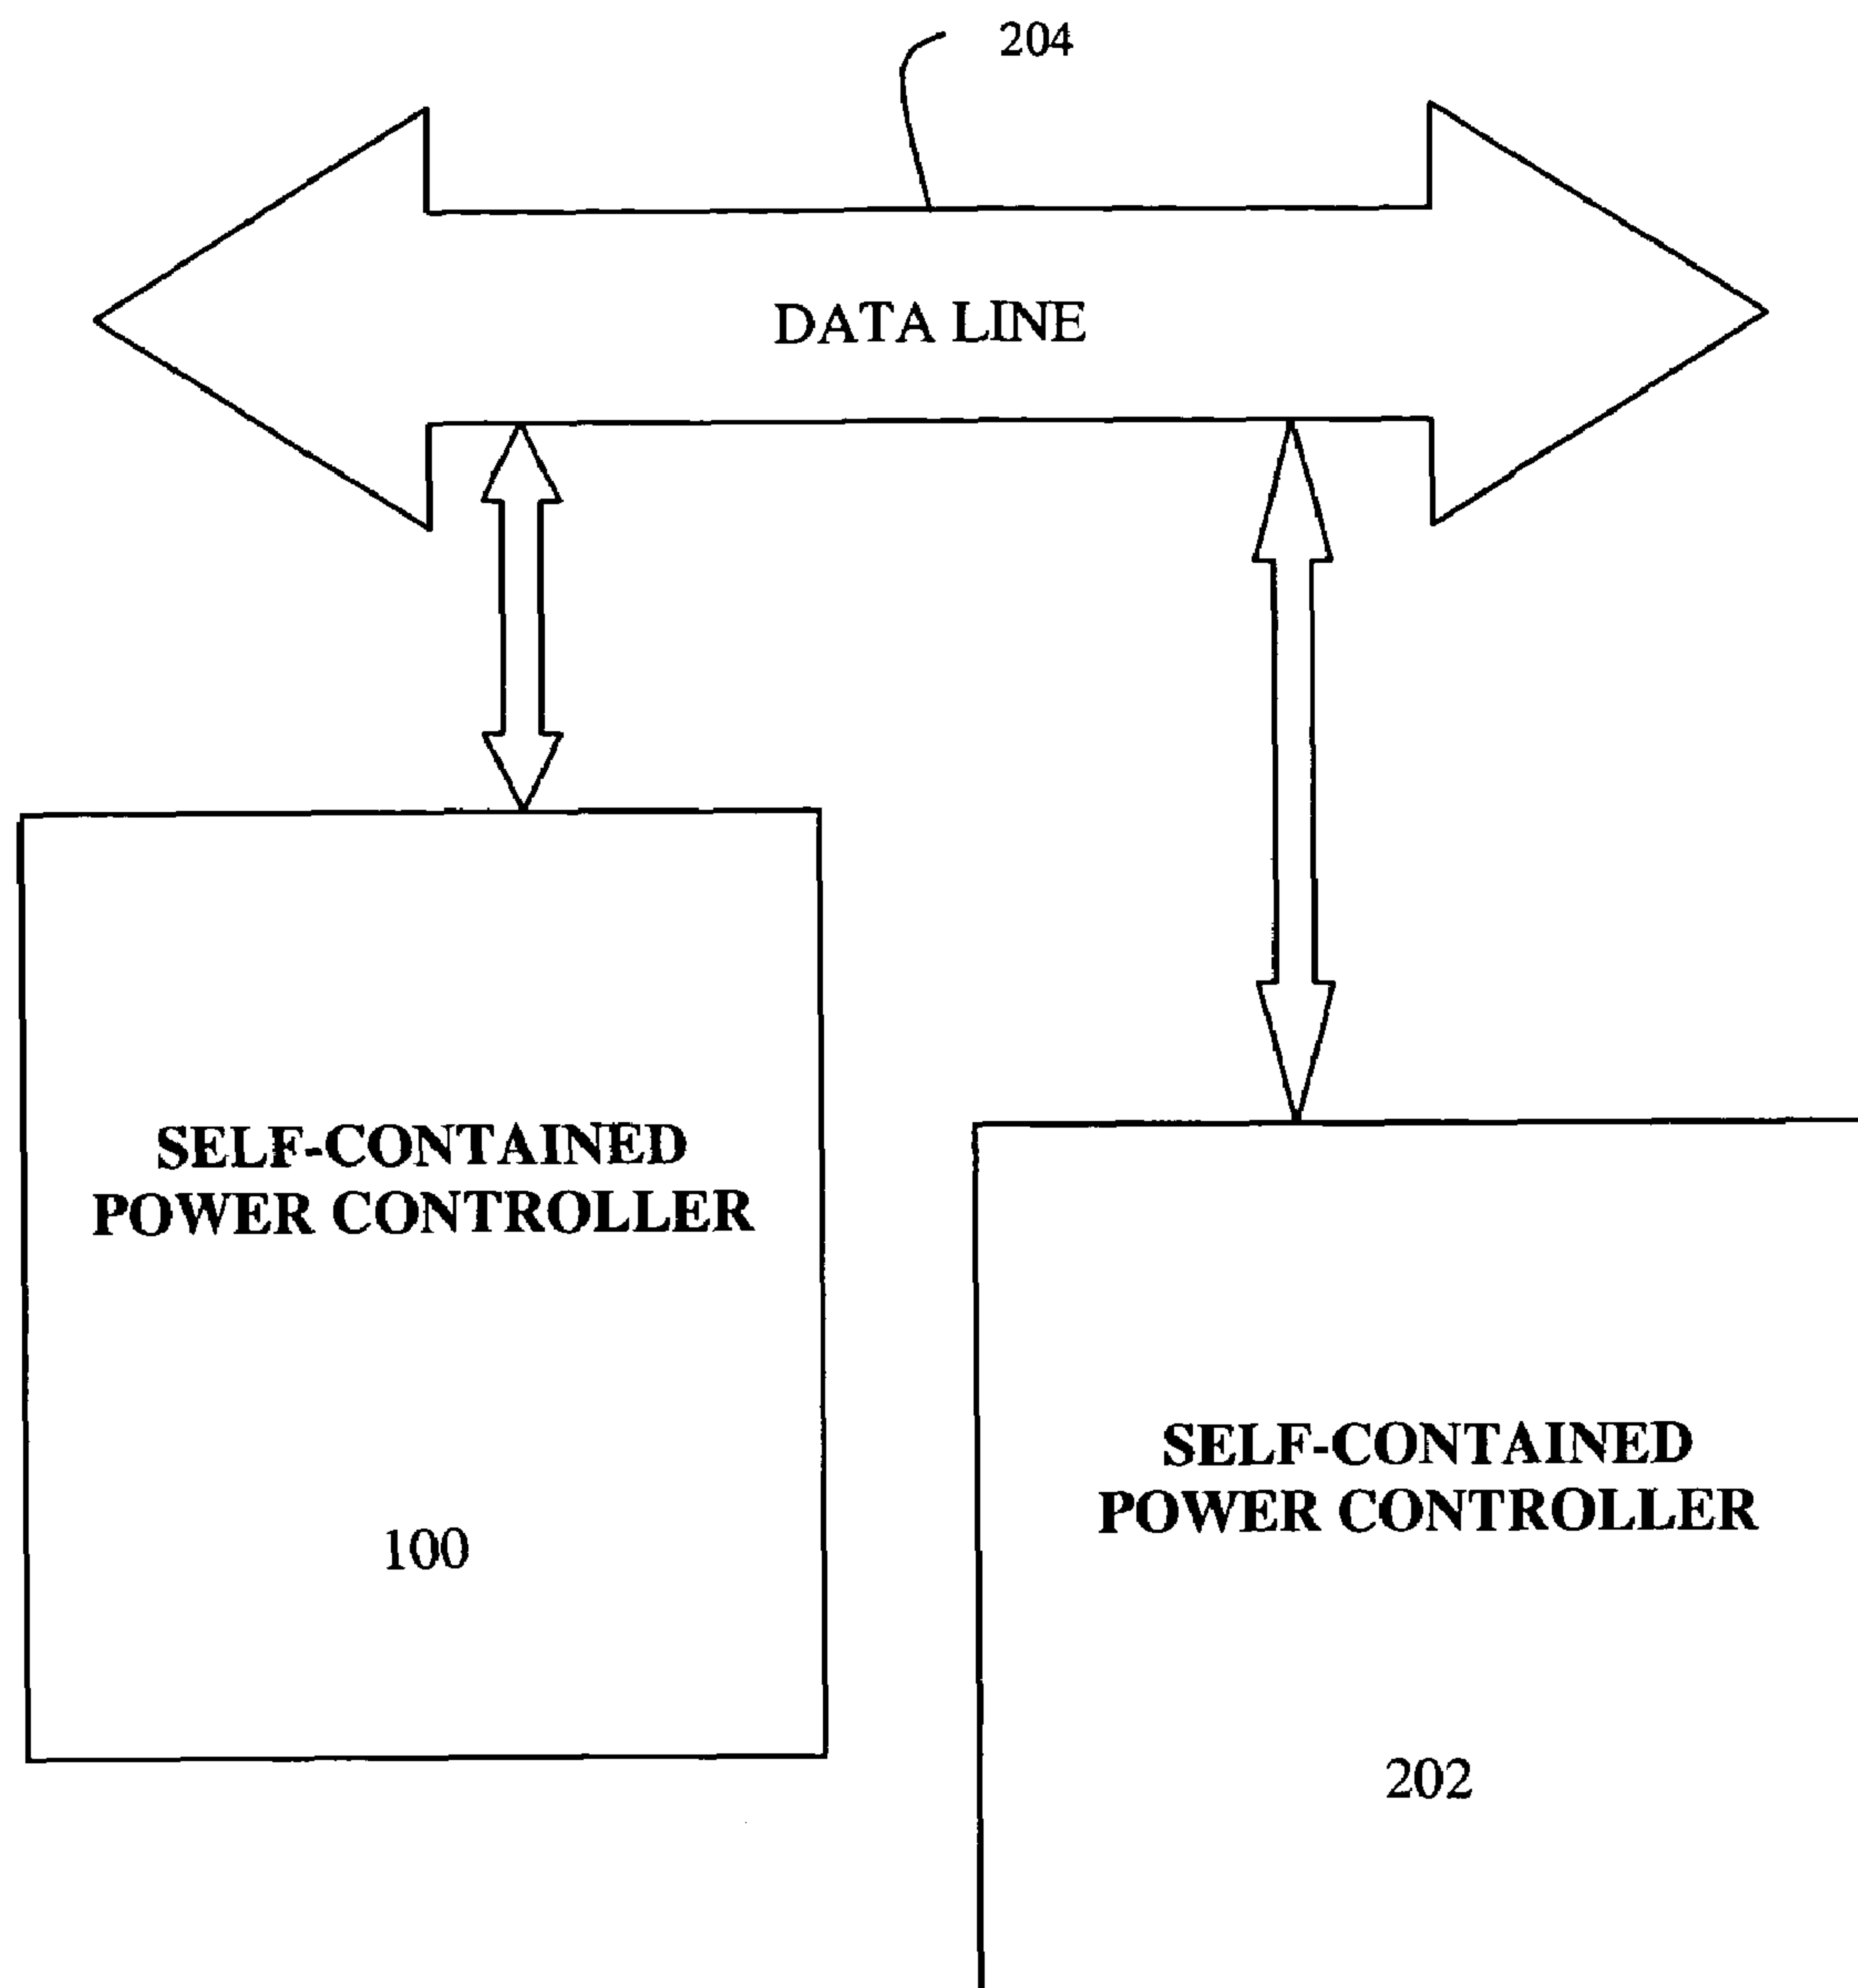 204
DATA LINE
SELF-CONTAINED
POWER CONTROLLER
100
SELF-CONTAINED
POWER CONTROLLER
202